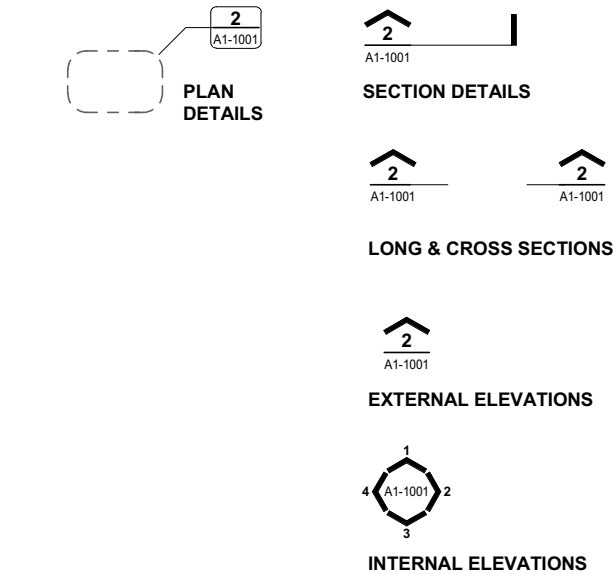 2
A1-1001
PLAN
DETAILS
2
A1-1001
SECTION DETAILS
2
A1-1001
2
A1-1001
LONG & CROSS SECTIONS
2
A1-1001
EXTERNAL ELEVATIONS
1
4 A1-1001 2
3
INTERNAL ELEVATIONS